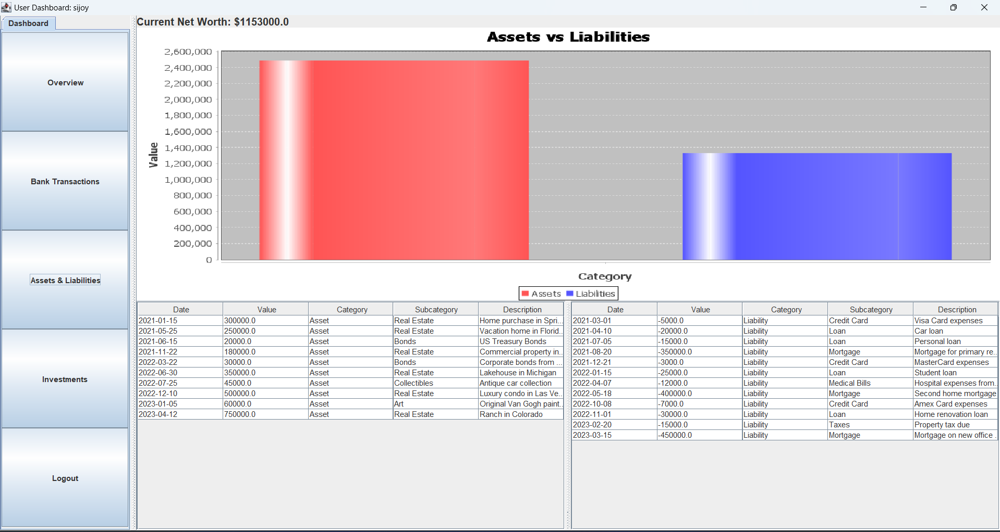 User Dashboard: sijoy
Dashboard
Overview
Bank Transactions
Assets & Liabilities
Investments
Logout
Current Net Worth: $1153000.0
Assets vs Liabilities
2,600,000
2,400,000
2,200,000
2,000,000
1,800,000
1,600,000
1,400,000
1,200,000
1,000,000
800,000
600,000
400,000
200,000
0
Value
Category
Assets Liabilities
Date Value Category Subcategory Description
2021-01-15 300000.0 Asset Real Estate Home purchase in Spri...
2021-05-25 250000.0 Asset Real Estate Vacation home in Florid...
2021-06-15 20000.0 Asset Bonds US Treasury Bonds
2021-11-22 180000.0 Asset Real Estate Commercial property in...
2022-03-22 30000.0 Asset Bonds Corporate bonds from ...
2022-06-30 350000.0 Asset Real Estate Lakehouse in Michigan
2022-07-25 45000.0 Asset Collectibles Antique car collection
2022-12-10 500000.0 Asset Real Estate Luxury condo in Las Ve...
2023-01-05 60000.0 Asset Art Original Van Gogh paint...
2023-04-12 750000.0 Asset Real Estate Ranch in Colorado
Date Value Category Subcategory Description
2021-03-01 -5000.0 Liability Credit Card Visa Card expenses
2021-04-10 -20000.0 Liability Loan Car loan
2021-07-05 -15000.0 Liability Loan Personal loan
2021-08-20 -350000.0 Liability Mortgage Mortgage for primary re...
2021-12-21 -3000.0 Liability Credit Card MasterCard expenses
2022-01-15 -25000.0 Liability Loan Student loan
2022-04-07 -12000.0 Liability Medical Bills Hospital expenses from...
2022-05-18 -400000.0 Liability Mortgage Second home mortgage
2022-10-08 -7000.0 Liability Credit Card Amex Card expenses
2022-11-01 -30000.0 Liability Loan Home renovation loan
2023-02-20 -15000.0 Liability Taxes Property tax due
2023-03-15 -450000.0 Liability Mortgage Mortgage on new office ...